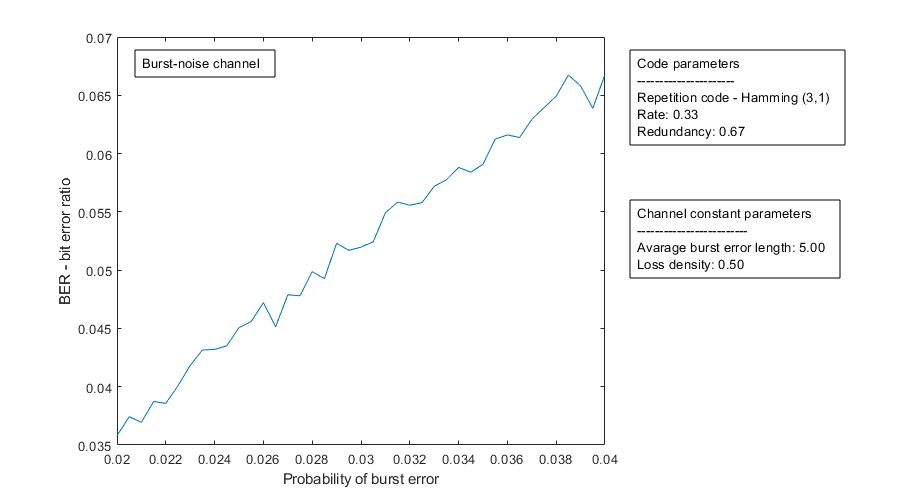 Burst-noise channel
0.07
0.065
0.06
0.055
0.05
0.045
0.04
0.035
BER - bit error ratio
0.02 0.022 0.024 0.026 0.028 0.03 0.032 0.034 0.036 0.038 0.04
Probability of burst error
Code parameters
----------------------
Repetition code - Hamming (3,1)
Rate: 0.33
Redundancy: 0.67
Channel constant parameters
-------------------------
Avarage burst error length: 5.00
Loss density: 0.50